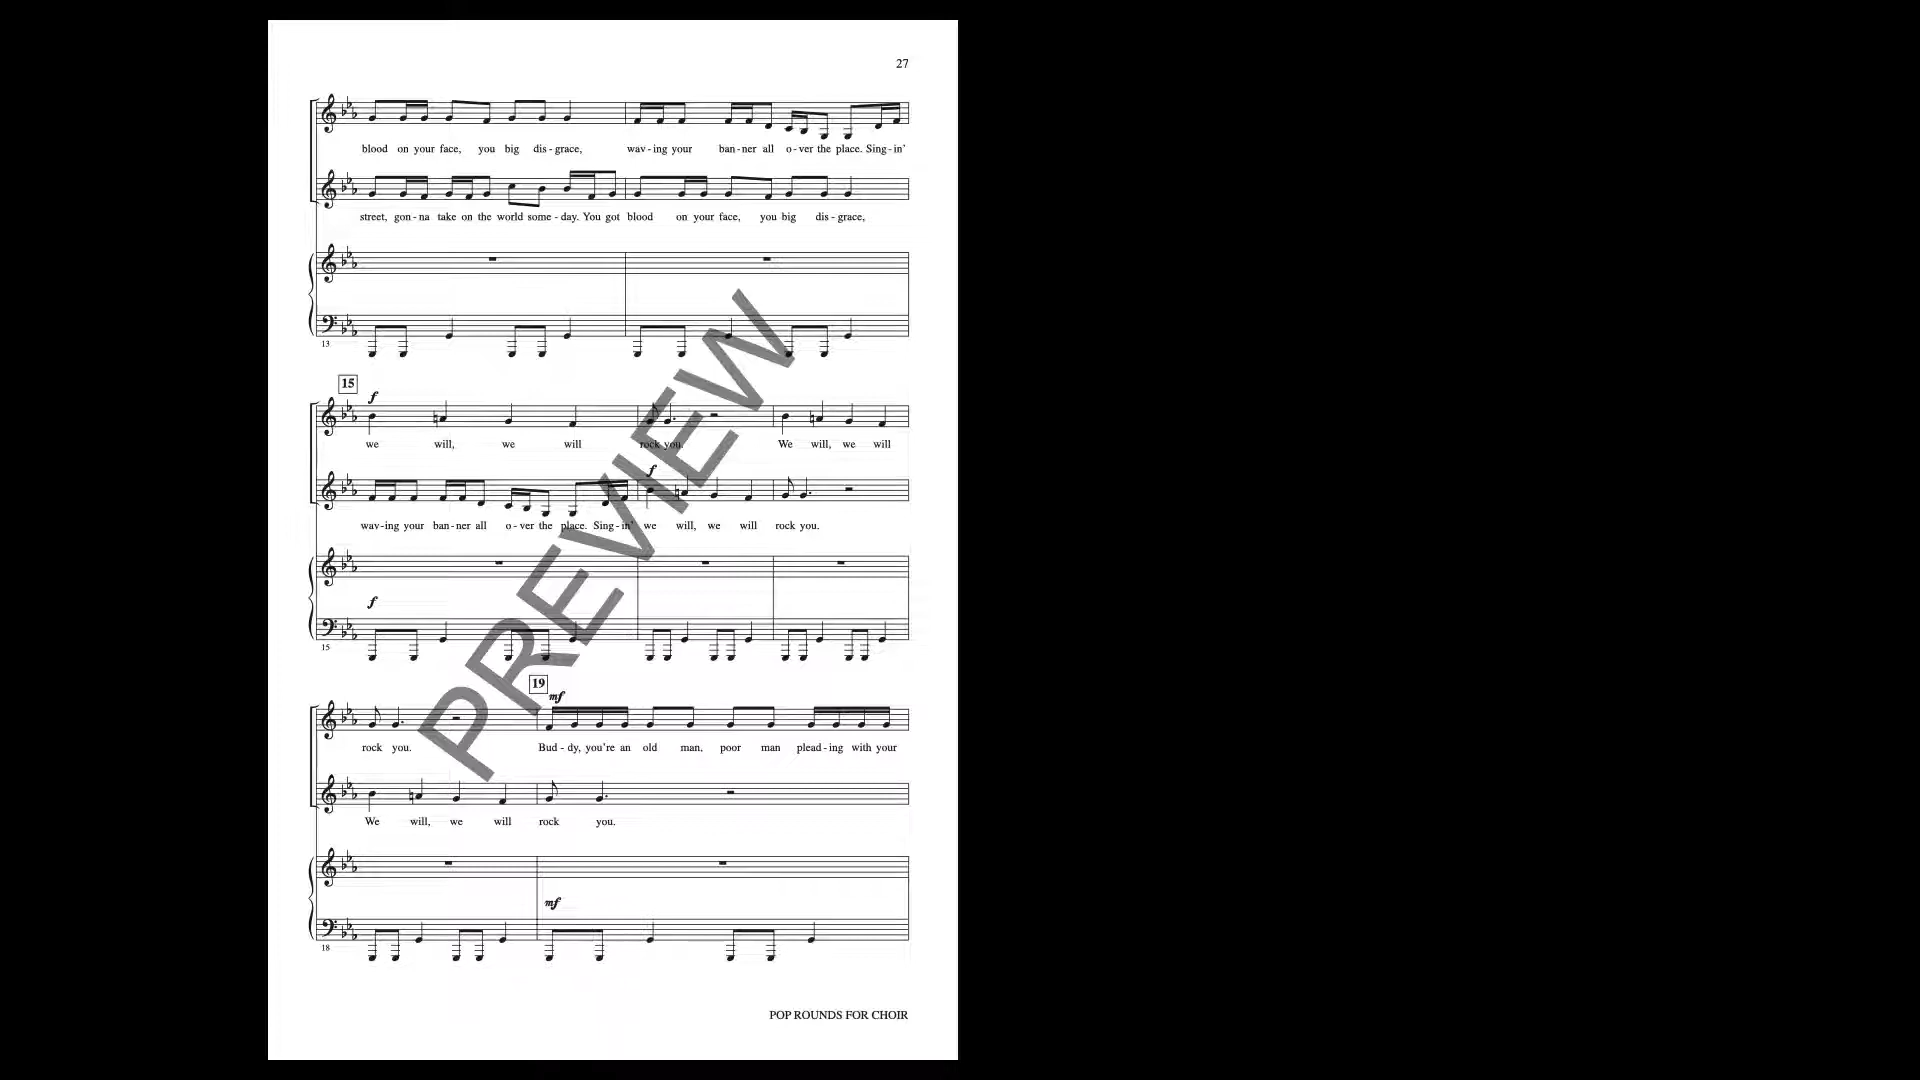 27
blood on your face, you big dis - grace, wav - ing your ban - ner all o - ver the place. Sing - in'
street, gon - na take on the world some - day. You got blood on your face, you big dis - grace,
13
15
f
we will, we will rock you. We will, we will
f
wav - ing your ban - ner all o - ver the place. Sing - in' we will, we will rock you.
f
15
19
mf
rock you. Bud - dy, you're an old man, poor man plead - ing with your
We will, we will rock you.
mf
18
POP ROUNDS FOR CHOIR
PREVIEW